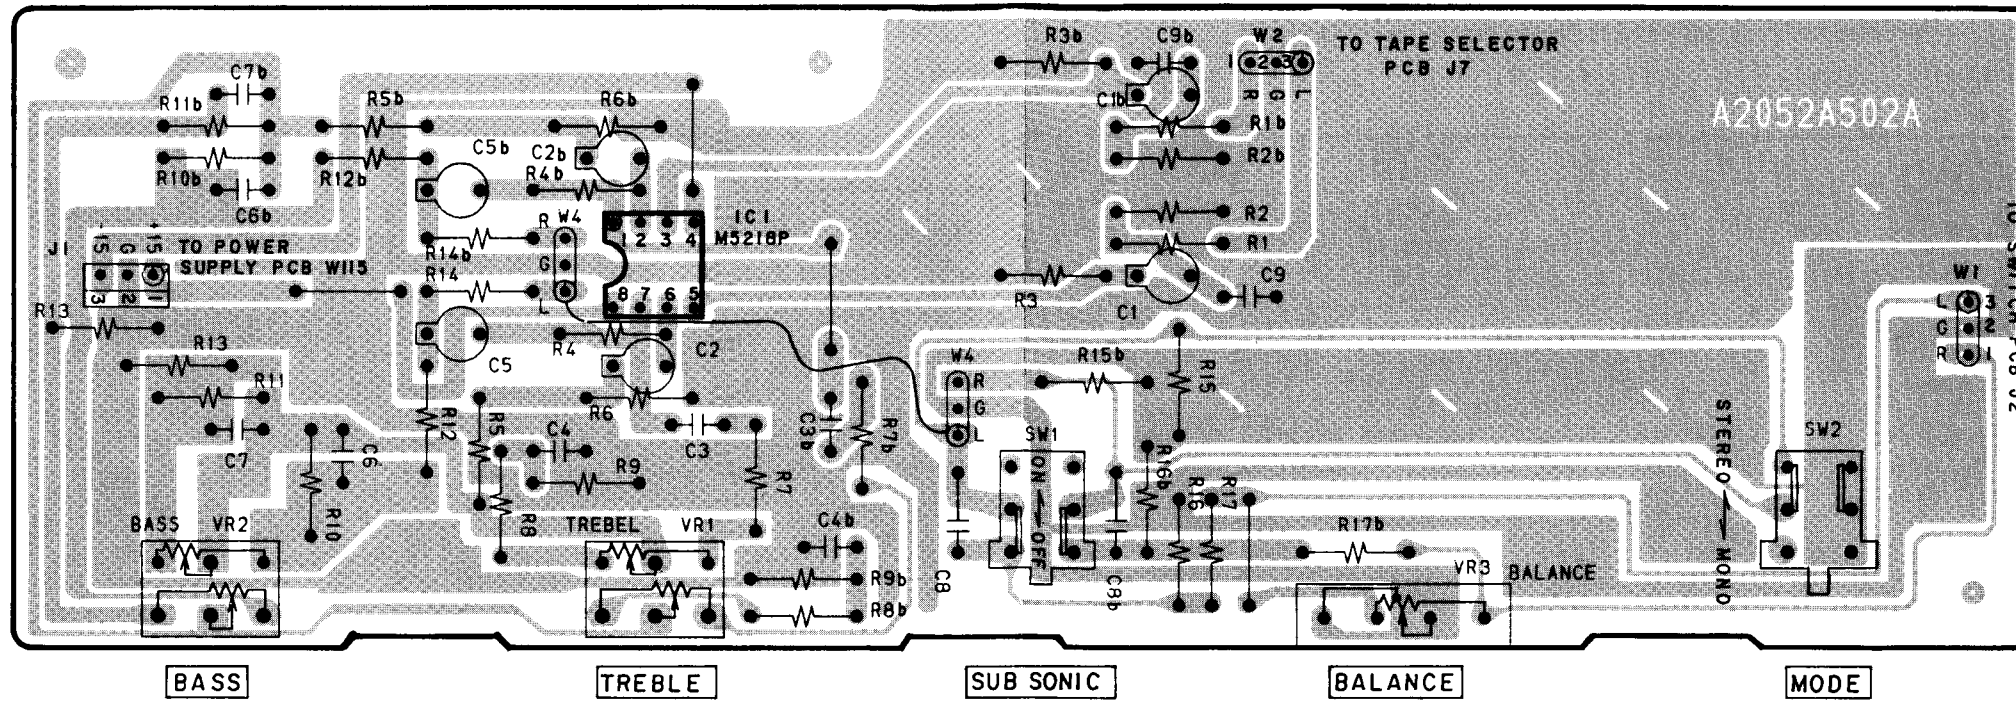 R3b
C9b
W2
TO TAPE SELECTOR
PCB J7
1 2 3
R G L
C7b
R11b
R5b
R6b
C1b
A2052A502A
R1b
C5b
C2b
R2b
R10b
R12b
R4b
C6b
R2
R W4
IC1
M5218P
1 2 3 4
-15 G +15
J1
TO POWER
SUPPLY PCB W115
R14b
G
R1
3 2 1
R14
L
8 7 6 5
R3
C9
C1
W1
L 3
G 2
R 1
R13
R4
C2
C5
R13
R11
R6
W4
R
G
L
R15b
R15
C7
C6
R12
R5
C4
C3
C3b
R7b
SW1
SW2
R9
R7
R10
R8
ON
OFF
R16b
R16
R17
STEREO
MONO
BASS
VR2
TREBEL
VR1
C4b
R17b
R9b
R8b
C8
C8b
VR3
BALANCE
BASS
TREBLE
SUB SONIC
BALANCE
MODE